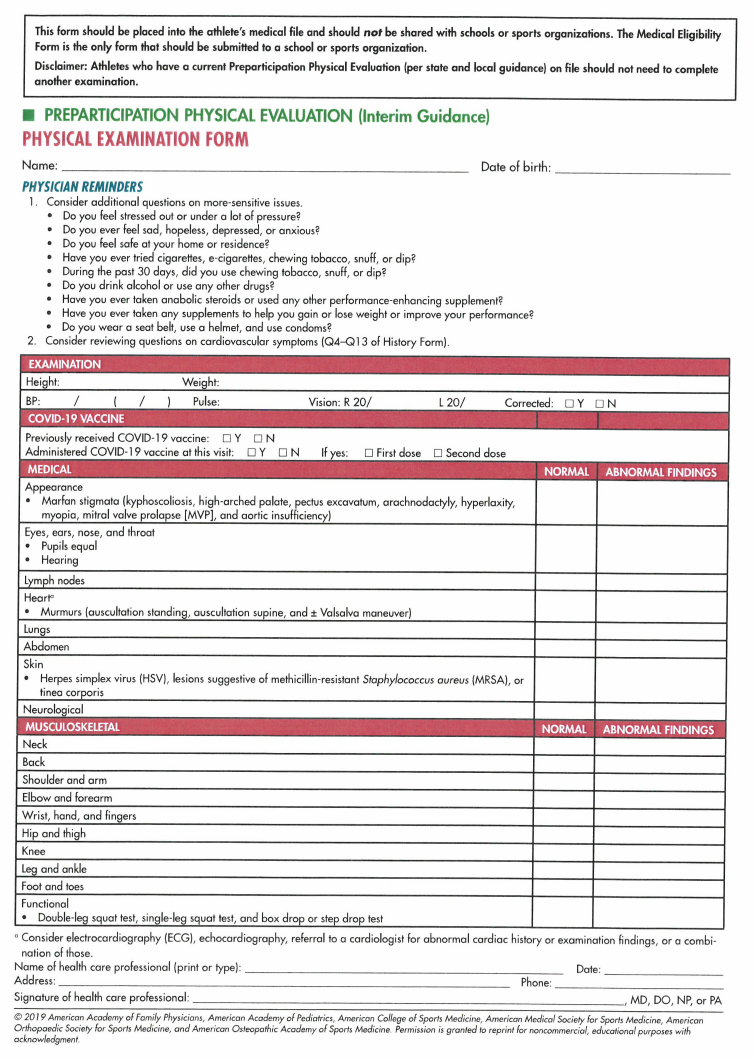 This form should be placed into the athlete's medical file and should not be shared with schools or sports organizations. The Medical Eligibility
Form is the only form that should be submitted to a school or sports organization.
Disclaimer: Athletes who have a current Preparticipation Physical Evaluation (per state and local guidance) on file should not need to complete
another examination.
■ PREPARTICIPATION PHYSICAL EVALUATION (Interim Guidance)
PHYSICAL EXAMINATION FORM
Name: Date of birth:
PHYSICIAN REMINDERS
1. Consider additional questions on more-sensitive issues.
• Do you feel stressed out or under a lot of pressure?
• Do you ever feel sad, hopeless, depressed, or anxious?
• Do you feel safe at your home or residence?
• Have you ever tried cigarettes, e-cigarettes, chewing tobacco, snuff, or dip?
• During the past 30 days, did you use chewing tobacco, snuff, or dip?
• Do you drink alcohol or use any other drugs?
• Have you ever taken anabolic steroids or used any other performance-enhancing supplement?
• Have you ever taken any supplements to help you gain or lose weight or improve your performance?
• Do you wear a seat belt, use a helmet, and use condoms?
2. Consider reviewing questions on cardiovascular symptoms (Q4–Q13 of History Form).
EXAMINATION
Height: Weight:
BP: / ( / ) Pulse: Vision: R 20/ L 20/ Corrected: □ Y □ N
COVID-19 VACCINE
Previously received COVID-19 vaccine: □ Y □ N
Administered COVID-19 vaccine at this visit: □ Y □ N If yes: □ First dose □ Second dose
MEDICAL NORMAL ABNORMAL FINDINGS
Appearance
• Marfan stigmata (kyphoscoliosis, high-arched palate, pectus excavatum, arachnodactyly, hyperlaxity,
myopia, mitral valve prolapse [MVP], and aortic insufficiency)
Eyes, ears, nose, and throat
• Pupils equal
• Hearing
Lymph nodes
Heartᵃ
• Murmurs (auscultation standing, auscultation supine, and ± Valsalva maneuver)
Lungs
Abdomen
Skin
• Herpes simplex virus (HSV), lesions suggestive of methicillin-resistant Staphylococcus aureus (MRSA), or
tinea corporis
Neurological
MUSCULOSKELETAL NORMAL ABNORMAL FINDINGS
Neck
Back
Shoulder and arm
Elbow and forearm
Wrist, hand, and fingers
Hip and thigh
Knee
Leg and ankle
Foot and toes
Functional
• Double-leg squat test, single-leg squat test, and box drop or step drop test
ᵃ Consider electrocardiography (ECG), echocardiography, referral to a cardiologist for abnormal cardiac history or examination findings, or a combi-
nation of those.
Name of health care professional (print or type): Date:
Address: Phone:
Signature of health care professional: , MD, DO, NP, or PA
© 2019 American Academy of Family Physicians, American Academy of Pediatrics, American College of Sports Medicine, American Medical Society for Sports Medicine, American
Orthopaedic Society for Sports Medicine, and American Osteopathic Academy of Sports Medicine. Permission is granted to reprint for noncommercial, educational purposes with
acknowledgment.